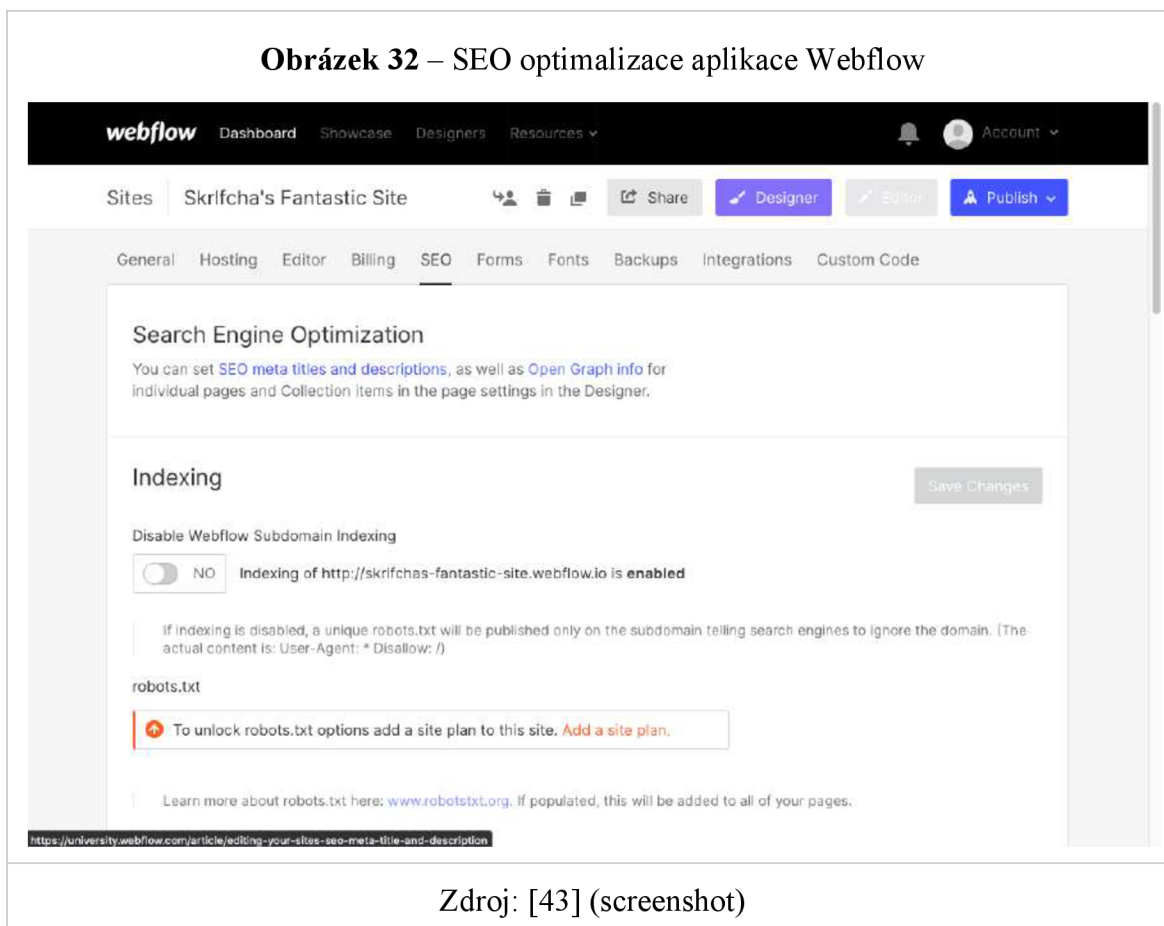 Obrázek 32 – SEO optimalizace aplikace Webflow
webflow Dashboard Showcase Designers Resources Account
Sites Skrlfcha's Fantastic Site Share Designer Editor Publish
General Hosting Editor Billing SEO Forms Fonts Backups Integrations Custom Code
Search Engine Optimization
You can set SEO meta titles and descriptions, as well as Open Graph info for
individual pages and Collection items in the page settings in the Designer.
Indexing
Save Changes
Disable Webflow Subdomain Indexing
NO Indexing of http://skrlfchas-fantastic-site.webflow.io is enabled
If indexing is disabled, a unique robots.txt will be published only on the subdomain telling search engines to ignore the domain. (The
actual content is: User-Agent: * Disallow: /)
robots.txt
To unlock robots.txt options add a site plan to this site. Add a site plan.
Learn more about robots.txt here: www.robotstxt.org. If populated, this will be added to all of your pages.
https://university.webflow.com/article/editing-your-sites-seo-meta-title-and-description
Zdroj: [43] (screenshot)